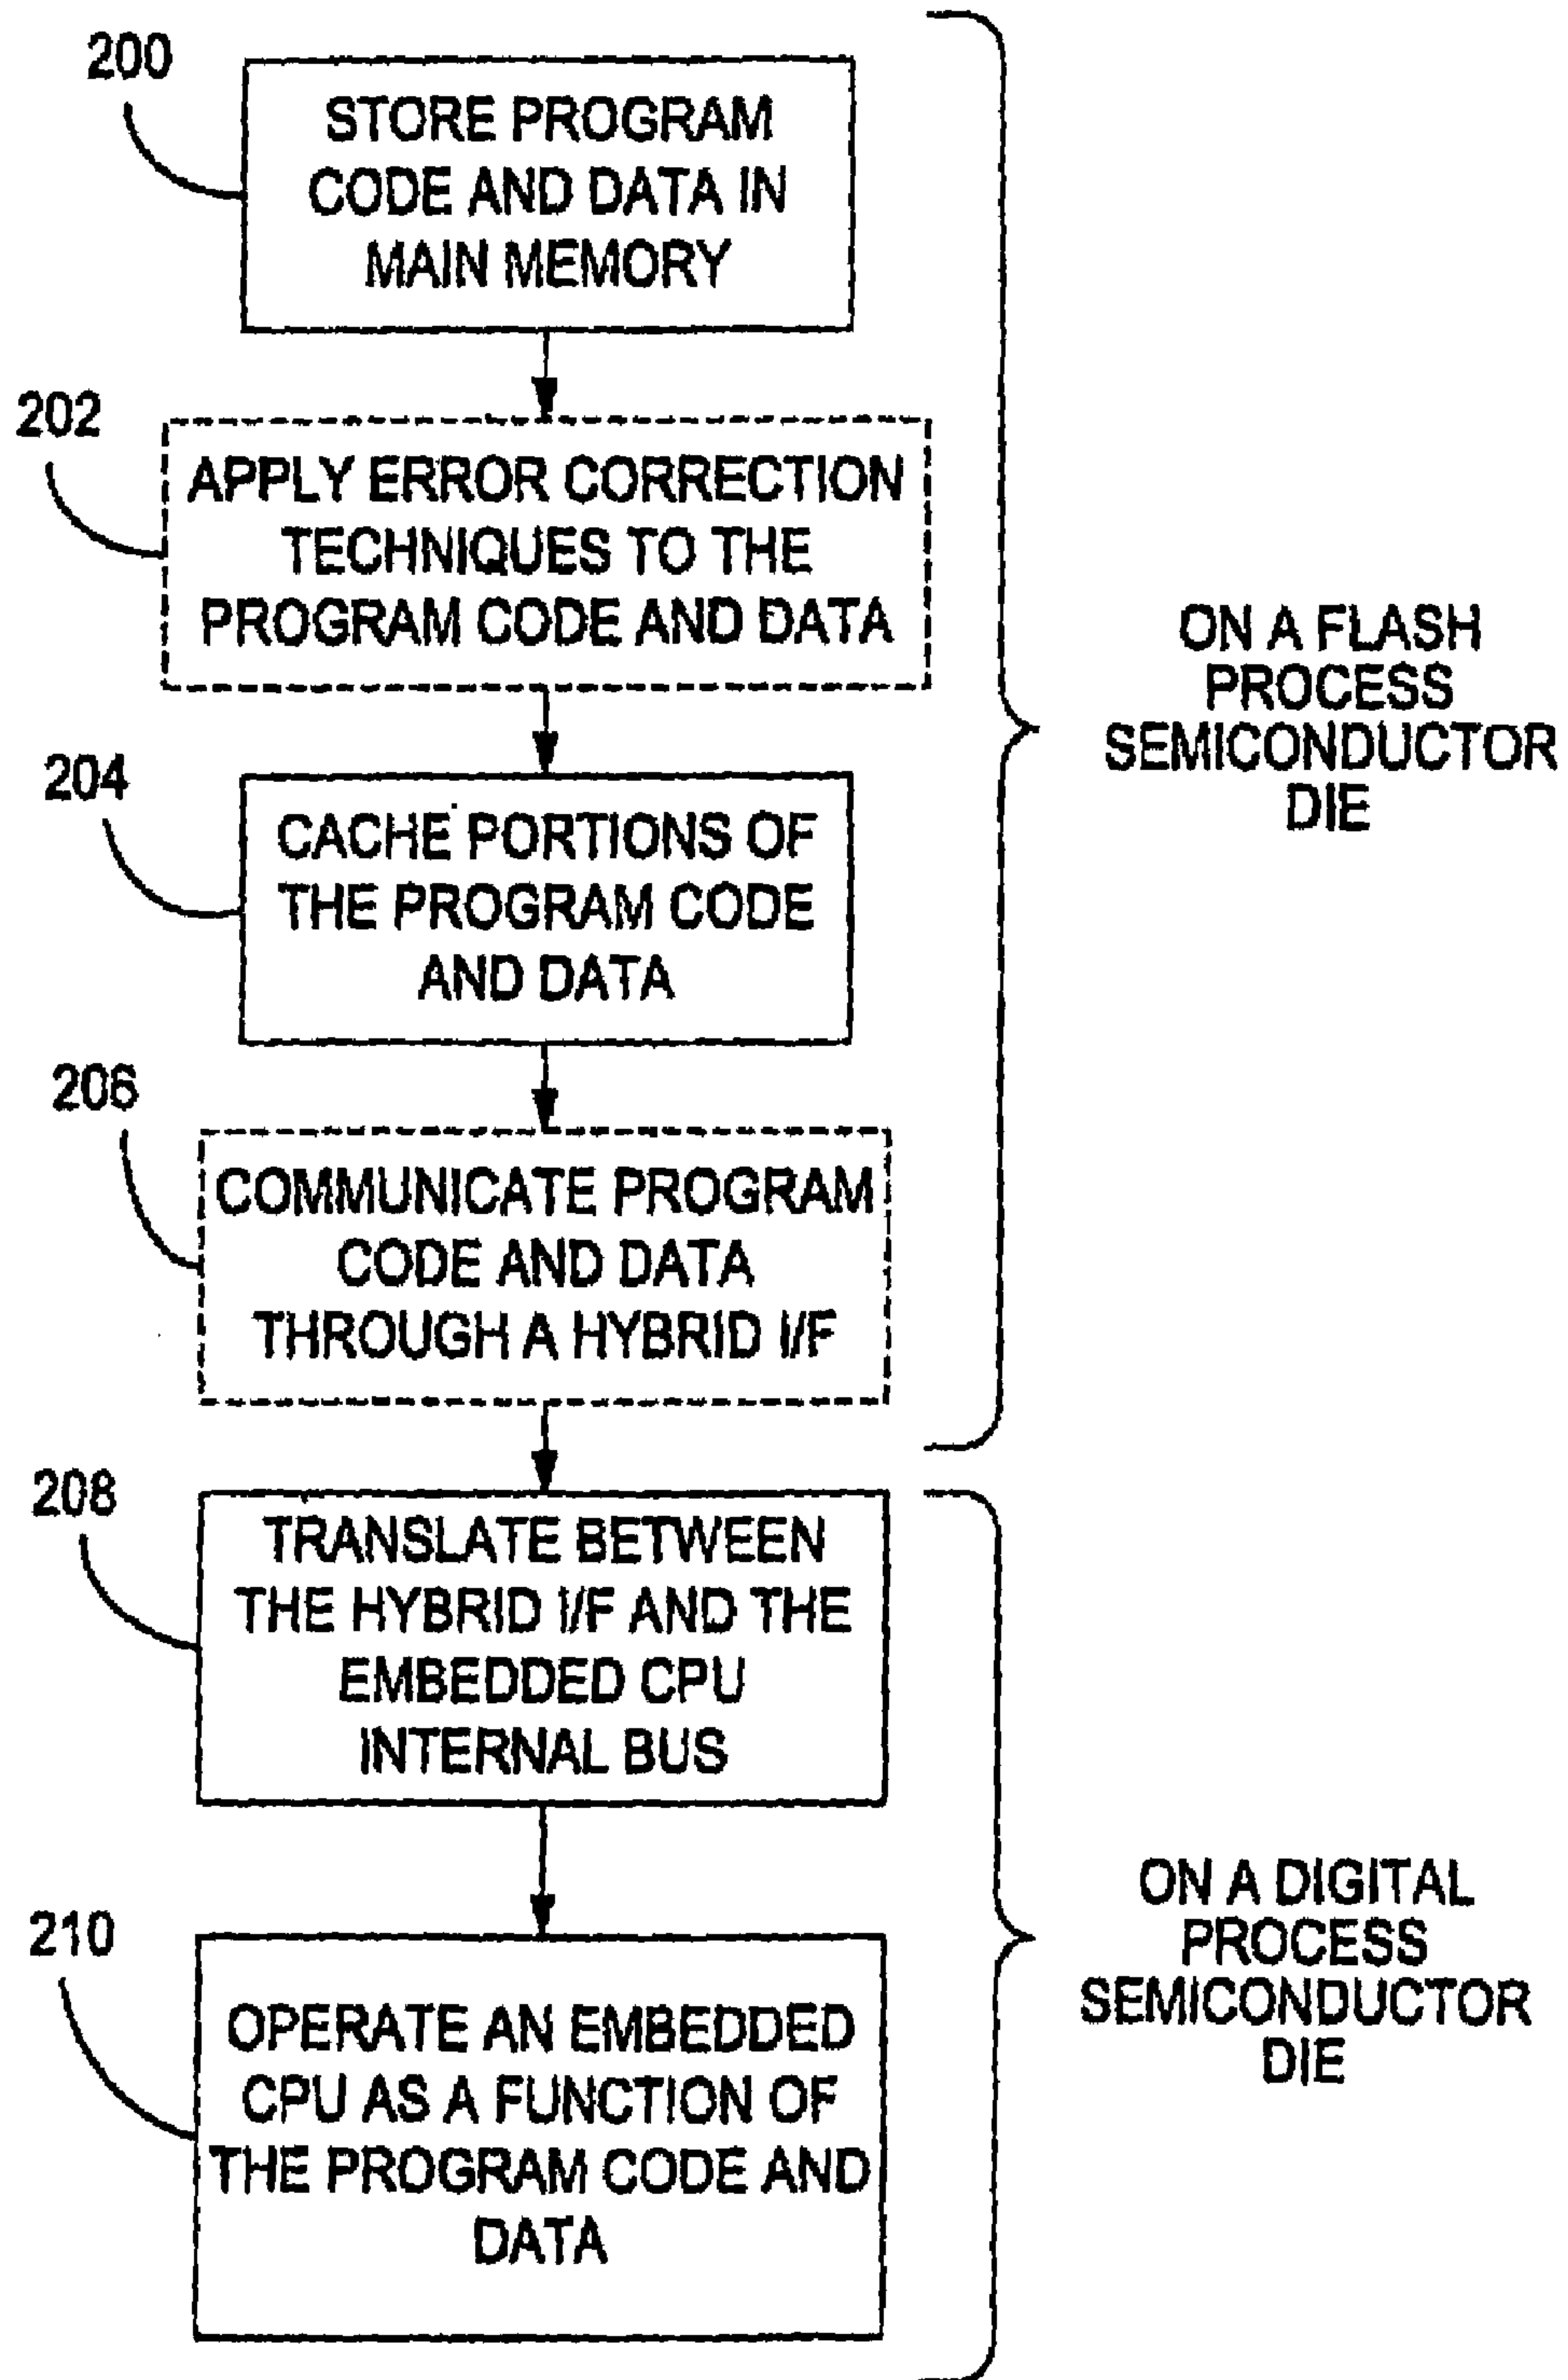 200
STORE PROGRAM
CODE AND DATA IN
MAIN MEMORY
202
APPLY ERROR CORRECTION
TECHNIQUES TO THE
PROGRAM CODE AND DATA
204
CACHE PORTIONS OF
THE PROGRAM CODE
AND DATA
206
COMMUNICATE PROGRAM
CODE AND DATA
THROUGH A HYBRID I/F
ON A FLASH
PROCESS
SEMICONDUCTOR
DIE
208
TRANSLATE BETWEEN
THE HYBRID I/F AND THE
EMBEDDED CPU
INTERNAL BUS
210
OPERATE AN EMBEDDED
CPU AS A FUNCTION OF
THE PROGRAM CODE AND
DATA
ON A DIGITAL
PROCESS
SEMICONDUCTOR
DIE